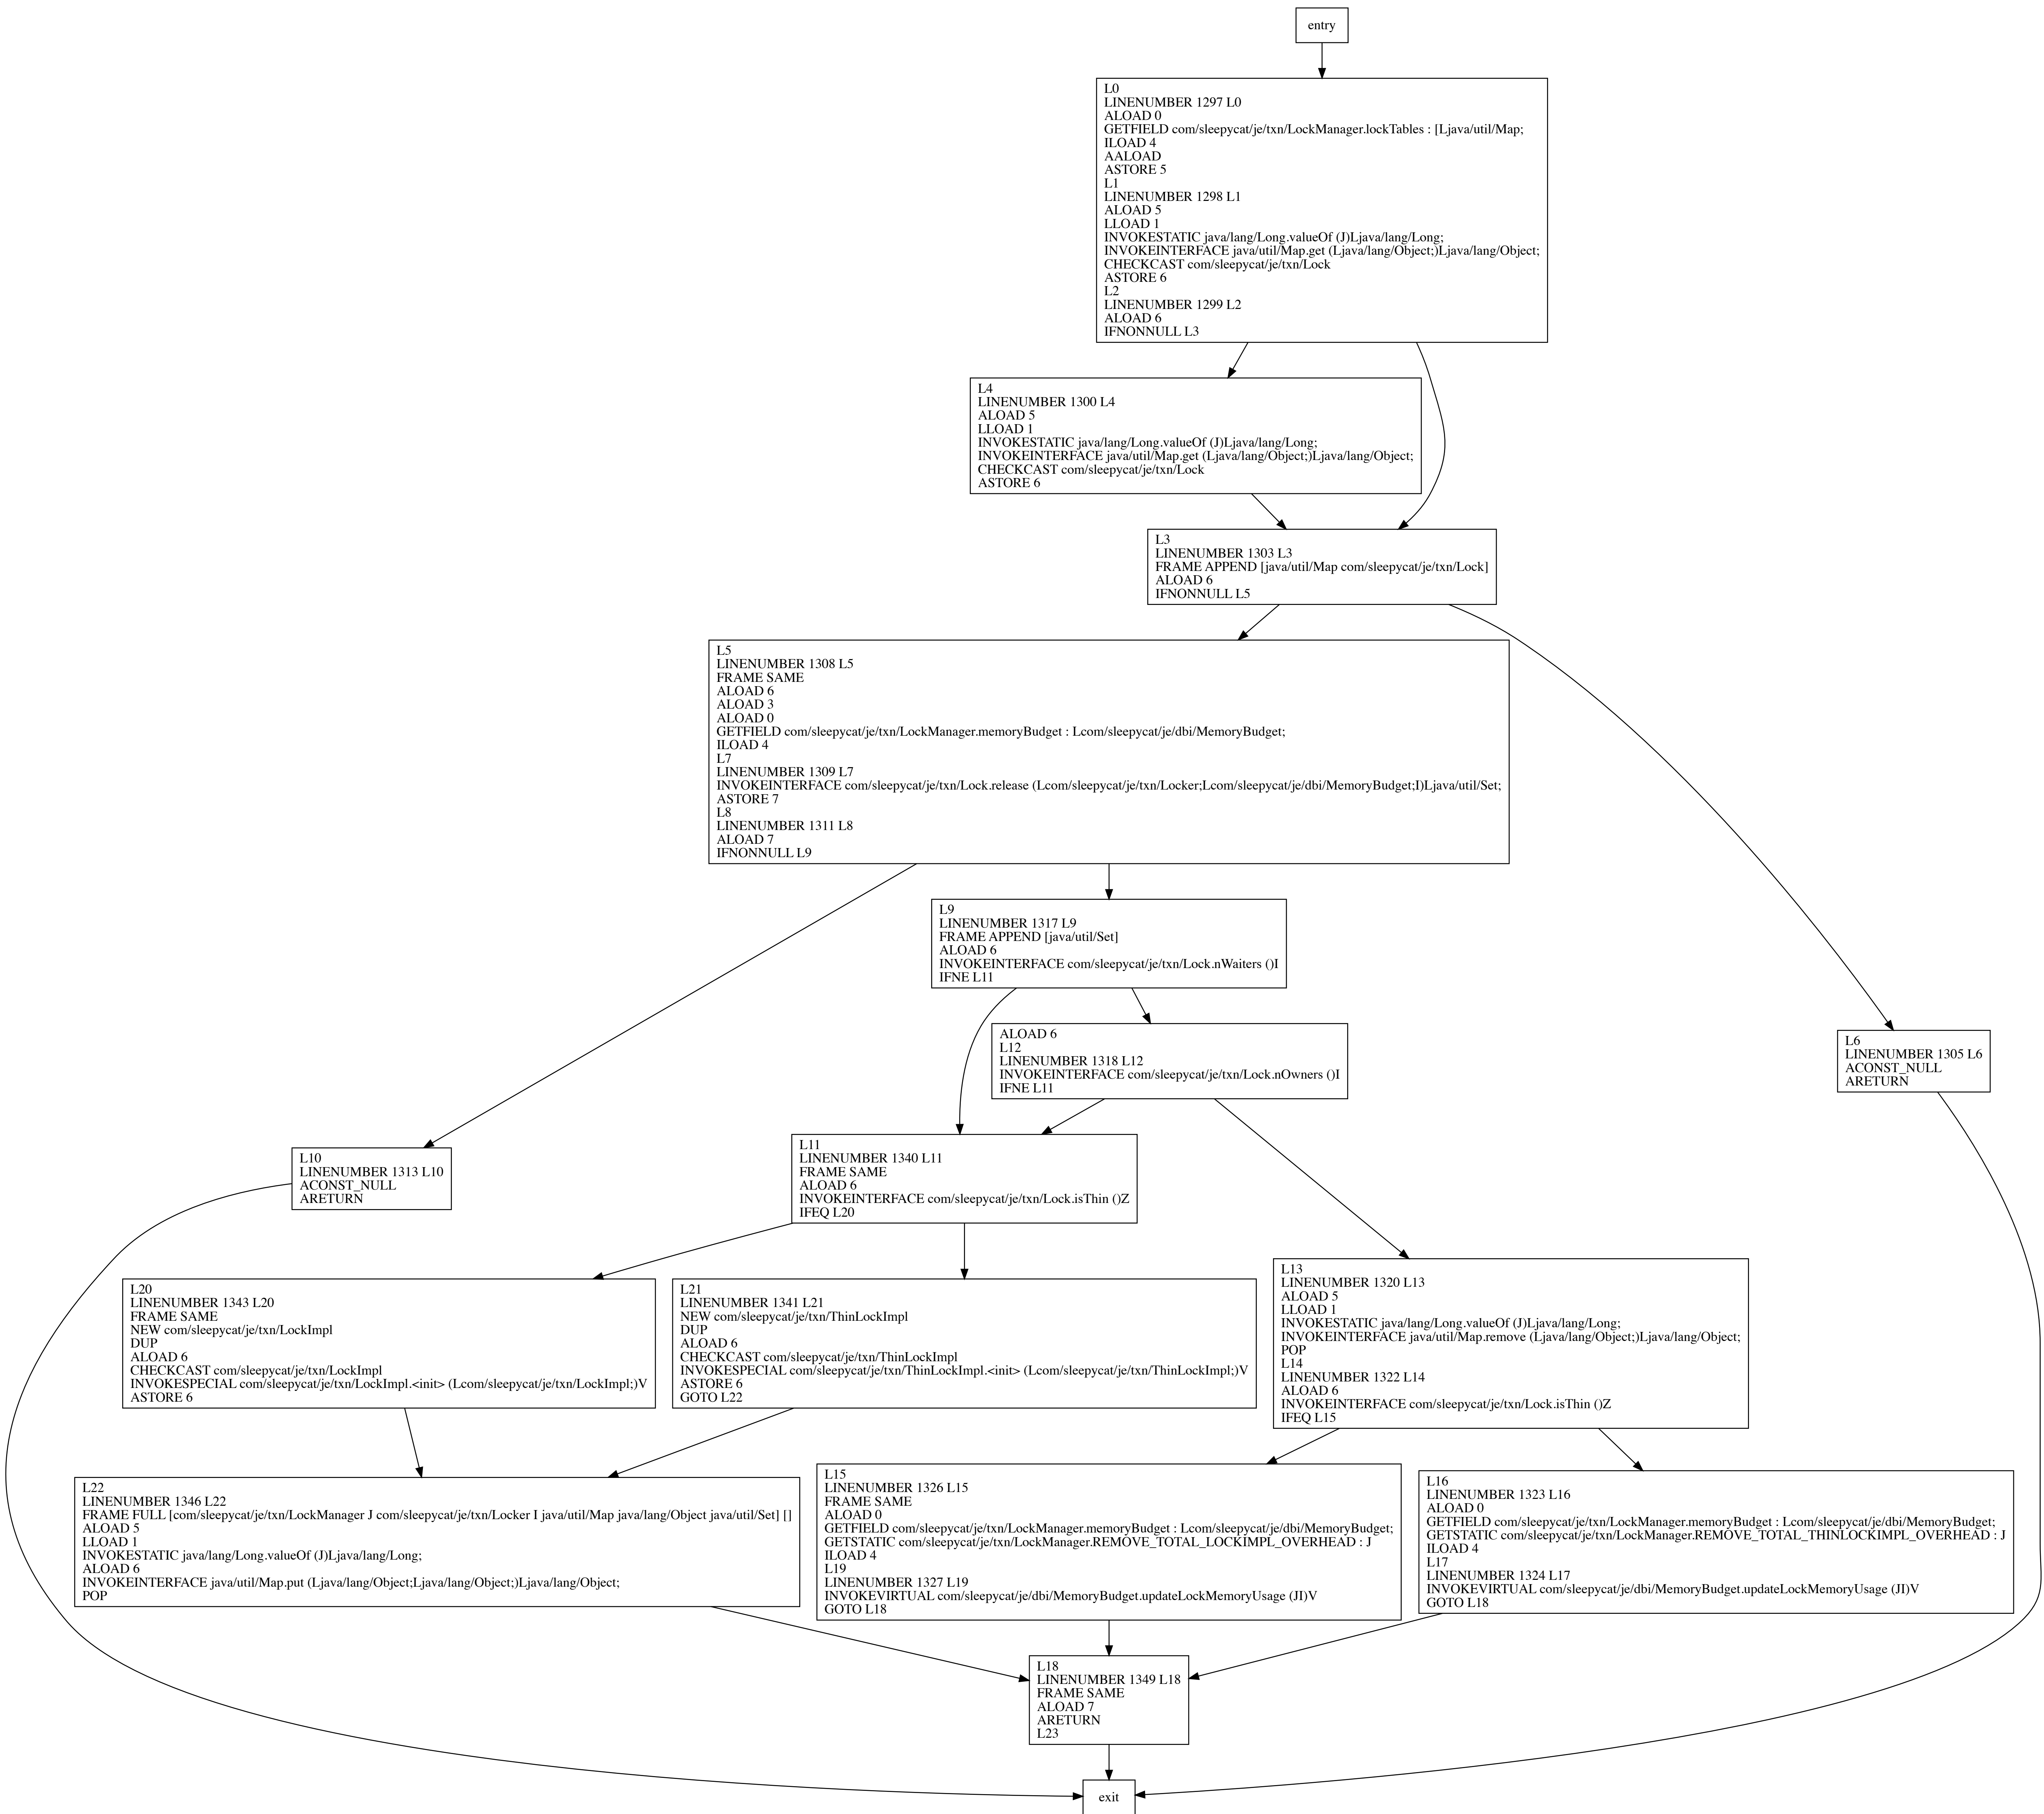 entry
L0
LINENUMBER 1297 L0
ALOAD 0
GETFIELD com/sleepycat/je/txn/LockManager.lockTables : [Ljava/util/Map;
ILOAD 4
AALOAD
ASTORE 5
L1
LINENUMBER 1298 L1
ALOAD 5
LLOAD 1
INVOKESTATIC java/lang/Long.valueOf (J)Ljava/lang/Long;
INVOKEINTERFACE java/util/Map.get (Ljava/lang/Object;)Ljava/lang/Object;
CHECKCAST com/sleepycat/je/txn/Lock
ASTORE 6
L2
LINENUMBER 1299 L2
ALOAD 6
IFNONNULL L3
L4
LINENUMBER 1300 L4
ALOAD 5
LLOAD 1
INVOKESTATIC java/lang/Long.valueOf (J)Ljava/lang/Long;
INVOKEINTERFACE java/util/Map.get (Ljava/lang/Object;)Ljava/lang/Object;
CHECKCAST com/sleepycat/je/txn/Lock
ASTORE 6
L3
LINENUMBER 1303 L3
FRAME APPEND [java/util/Map com/sleepycat/je/txn/Lock]
ALOAD 6
IFNONNULL L5
L5
LINENUMBER 1308 L5
FRAME SAME
ALOAD 6
ALOAD 3
ALOAD 0
GETFIELD com/sleepycat/je/txn/LockManager.memoryBudget : Lcom/sleepycat/je/dbi/MemoryBudget;
ILOAD 4
L7
LINENUMBER 1309 L7
INVOKEINTERFACE com/sleepycat/je/txn/Lock.release (Lcom/sleepycat/je/txn/Locker;Lcom/sleepycat/je/dbi/MemoryBudget;I)Ljava/util/Set;
ASTORE 7
L8
LINENUMBER 1311 L8
ALOAD 7
IFNONNULL L9
L9
LINENUMBER 1317 L9
FRAME APPEND [java/util/Set]
ALOAD 6
INVOKEINTERFACE com/sleepycat/je/txn/Lock.nWaiters ()I
IFNE L11
ALOAD 6
L12
LINENUMBER 1318 L12
INVOKEINTERFACE com/sleepycat/je/txn/Lock.nOwners ()I
IFNE L11
L6
LINENUMBER 1305 L6
ACONST_NULL
ARETURN
L10
LINENUMBER 1313 L10
ACONST_NULL
ARETURN
L11
LINENUMBER 1340 L11
FRAME SAME
ALOAD 6
INVOKEINTERFACE com/sleepycat/je/txn/Lock.isThin ()Z
IFEQ L20
L20
LINENUMBER 1343 L20
FRAME SAME
NEW com/sleepycat/je/txn/LockImpl
DUP
ALOAD 6
CHECKCAST com/sleepycat/je/txn/LockImpl
INVOKESPECIAL com/sleepycat/je/txn/LockImpl.<init> (Lcom/sleepycat/je/txn/LockImpl;)V
ASTORE 6
L21
LINENUMBER 1341 L21
NEW com/sleepycat/je/txn/ThinLockImpl
DUP
ALOAD 6
CHECKCAST com/sleepycat/je/txn/ThinLockImpl
INVOKESPECIAL com/sleepycat/je/txn/ThinLockImpl.<init> (Lcom/sleepycat/je/txn/ThinLockImpl;)V
ASTORE 6
GOTO L22
L13
LINENUMBER 1320 L13
ALOAD 5
LLOAD 1
INVOKESTATIC java/lang/Long.valueOf (J)Ljava/lang/Long;
INVOKEINTERFACE java/util/Map.remove (Ljava/lang/Object;)Ljava/lang/Object;
POP
L14
LINENUMBER 1322 L14
ALOAD 6
INVOKEINTERFACE com/sleepycat/je/txn/Lock.isThin ()Z
IFEQ L15
L22
LINENUMBER 1346 L22
FRAME FULL [com/sleepycat/je/txn/LockManager J com/sleepycat/je/txn/Locker I java/util/Map java/lang/Object java/util/Set] []
ALOAD 5
LLOAD 1
INVOKESTATIC java/lang/Long.valueOf (J)Ljava/lang/Long;
ALOAD 6
INVOKEINTERFACE java/util/Map.put (Ljava/lang/Object;Ljava/lang/Object;)Ljava/lang/Object;
POP
L15
LINENUMBER 1326 L15
FRAME SAME
ALOAD 0
GETFIELD com/sleepycat/je/txn/LockManager.memoryBudget : Lcom/sleepycat/je/dbi/MemoryBudget;
GETSTATIC com/sleepycat/je/txn/LockManager.REMOVE_TOTAL_LOCKIMPL_OVERHEAD : J
ILOAD 4
L19
LINENUMBER 1327 L19
INVOKEVIRTUAL com/sleepycat/je/dbi/MemoryBudget.updateLockMemoryUsage (JI)V
GOTO L18
L16
LINENUMBER 1323 L16
ALOAD 0
GETFIELD com/sleepycat/je/txn/LockManager.memoryBudget : Lcom/sleepycat/je/dbi/MemoryBudget;
GETSTATIC com/sleepycat/je/txn/LockManager.REMOVE_TOTAL_THINLOCKIMPL_OVERHEAD : J
ILOAD 4
L17
LINENUMBER 1324 L17
INVOKEVIRTUAL com/sleepycat/je/dbi/MemoryBudget.updateLockMemoryUsage (JI)V
GOTO L18
L18
LINENUMBER 1349 L18
FRAME SAME
ALOAD 7
ARETURN
L23
exit